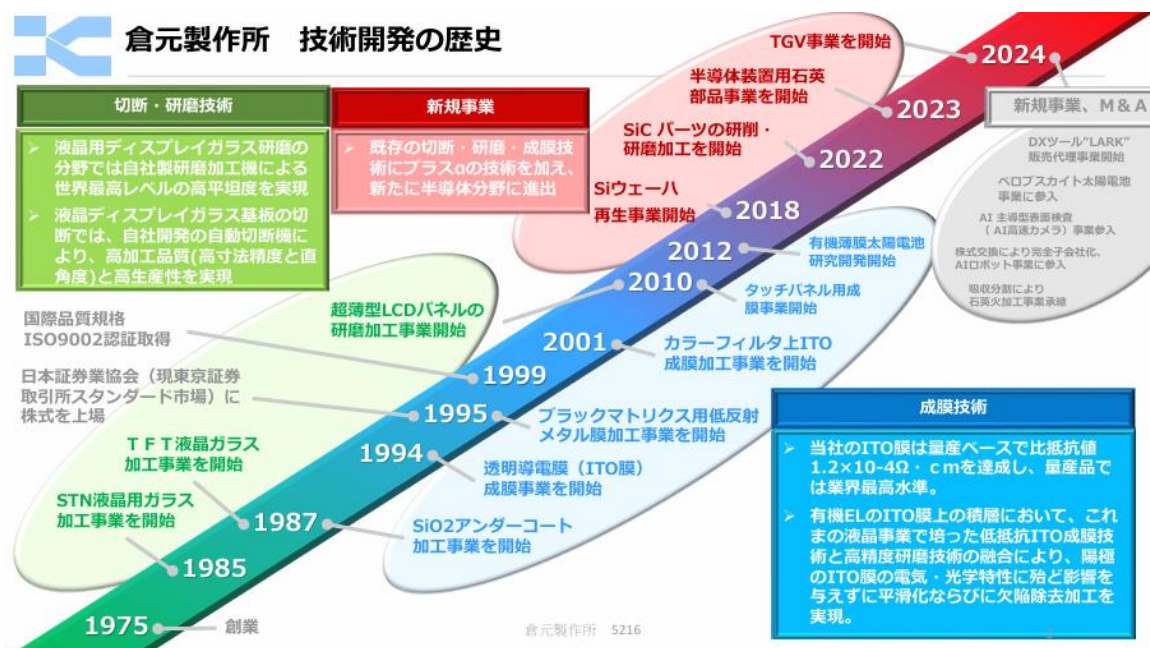 倉元製作所 技術開発の歴史
切断・研磨技術
➢ 液晶用ディスプレイガラス研磨の
分野では自社製研磨加工機による
世界最高レベルの高平坦度を実現
➢ 液晶ディスプレイガラス基板の切
断では、自社開発の自動切断機に
より、高加工品質(高寸法精度と直
角度)と高生産性を実現
新規事業
➢ 既存の切断・研磨・成膜技
術にプラスαの技術を加え、
新たに半導体分野に進出
TGV事業を開始
2024
半導体装置用石英
部品事業を開始
2023
SiC パーツの研削・
研磨加工を開始
2022
Siウェーハ
再生事業開始
2018
新規事業、M&A
DXツール”LARK”
販売代理事業開始
ペロブスカイト太陽電池
事業に参入
AI 主導型表面検査
（ AI高速カメラ）事業参入
株式交換により完全子会社化、
AIロボット事業に参入
吸収分割により
石英火加工事業承継
2012
有機薄膜太陽電池
研究開発開始
超薄型LCDパネルの
研磨加工事業開始
2010
タッチパネル用成
膜事業開始
2001
カラーフィルタ上ITO
成膜加工事業を開始
国際品質規格
ISO9002認証取得
1999
日本証券業協会（現東京証券
取引所スタンダード市場）に
株式を上場
1995
ブラックマトリクス用低反射
メタル膜加工事業を開始
1994
透明導電膜（ITO膜）
成膜事業を開始
ＴＦＴ液晶ガラス
加工事業を開始
1987
SiO2アンダーコート
加工事業を開始
STN液晶用ガラス
加工事業を開始
1985
1975
創業
成膜技術
➢ 当社のITO膜は量産ベースで比抵抗値
1.2×10-4Ω・ｃｍを達成し、量産品で
は業界最高水準。
➢ 有機ELのITO膜上の積層において、これ
までの液晶事業で培った低抵抗ITO成膜技
術と高精度研磨技術の融合により、陽極
のITO膜の電気・光学特性に殆ど影響を
与えずに平滑化ならびに欠陥除去加工を
実現。
倉元製作所 5216